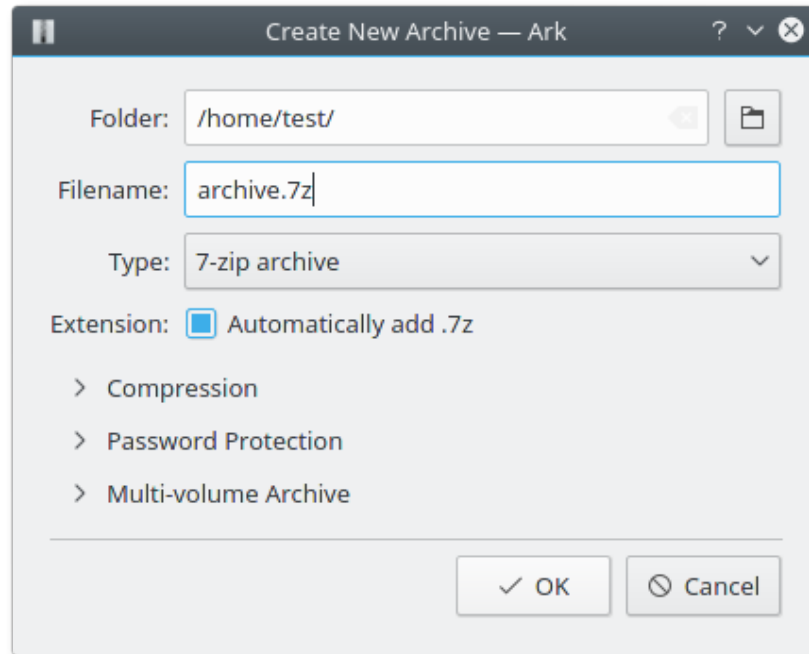 Create New Archive — Ark
Folder: /home/test/
Filename: archive.7z
Type: 7-zip archive
Extension: Automatically add .7z
Compression
Password Protection
Multi-volume Archive
OK Cancel